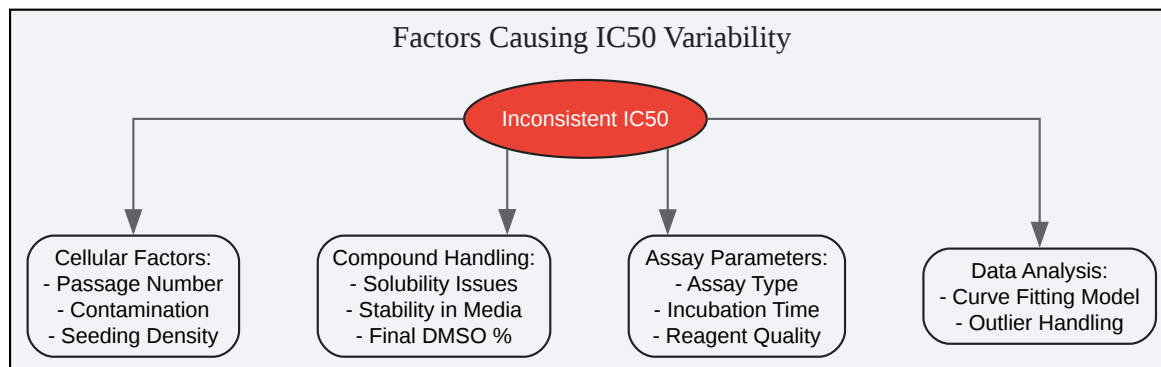 Factors Causing IC50 Variability
Inconsistent IC50
Cellular Factors:
- Passage Number
- Contamination
- Seeding Density
Compound Handling:
- Solubility Issues
- Stability in Media
- Final DMSO %
Assay Parameters:
- Assay Type
- Incubation Time
- Reagent Quality
Data Analysis:
- Curve Fitting Model
- Outlier Handling